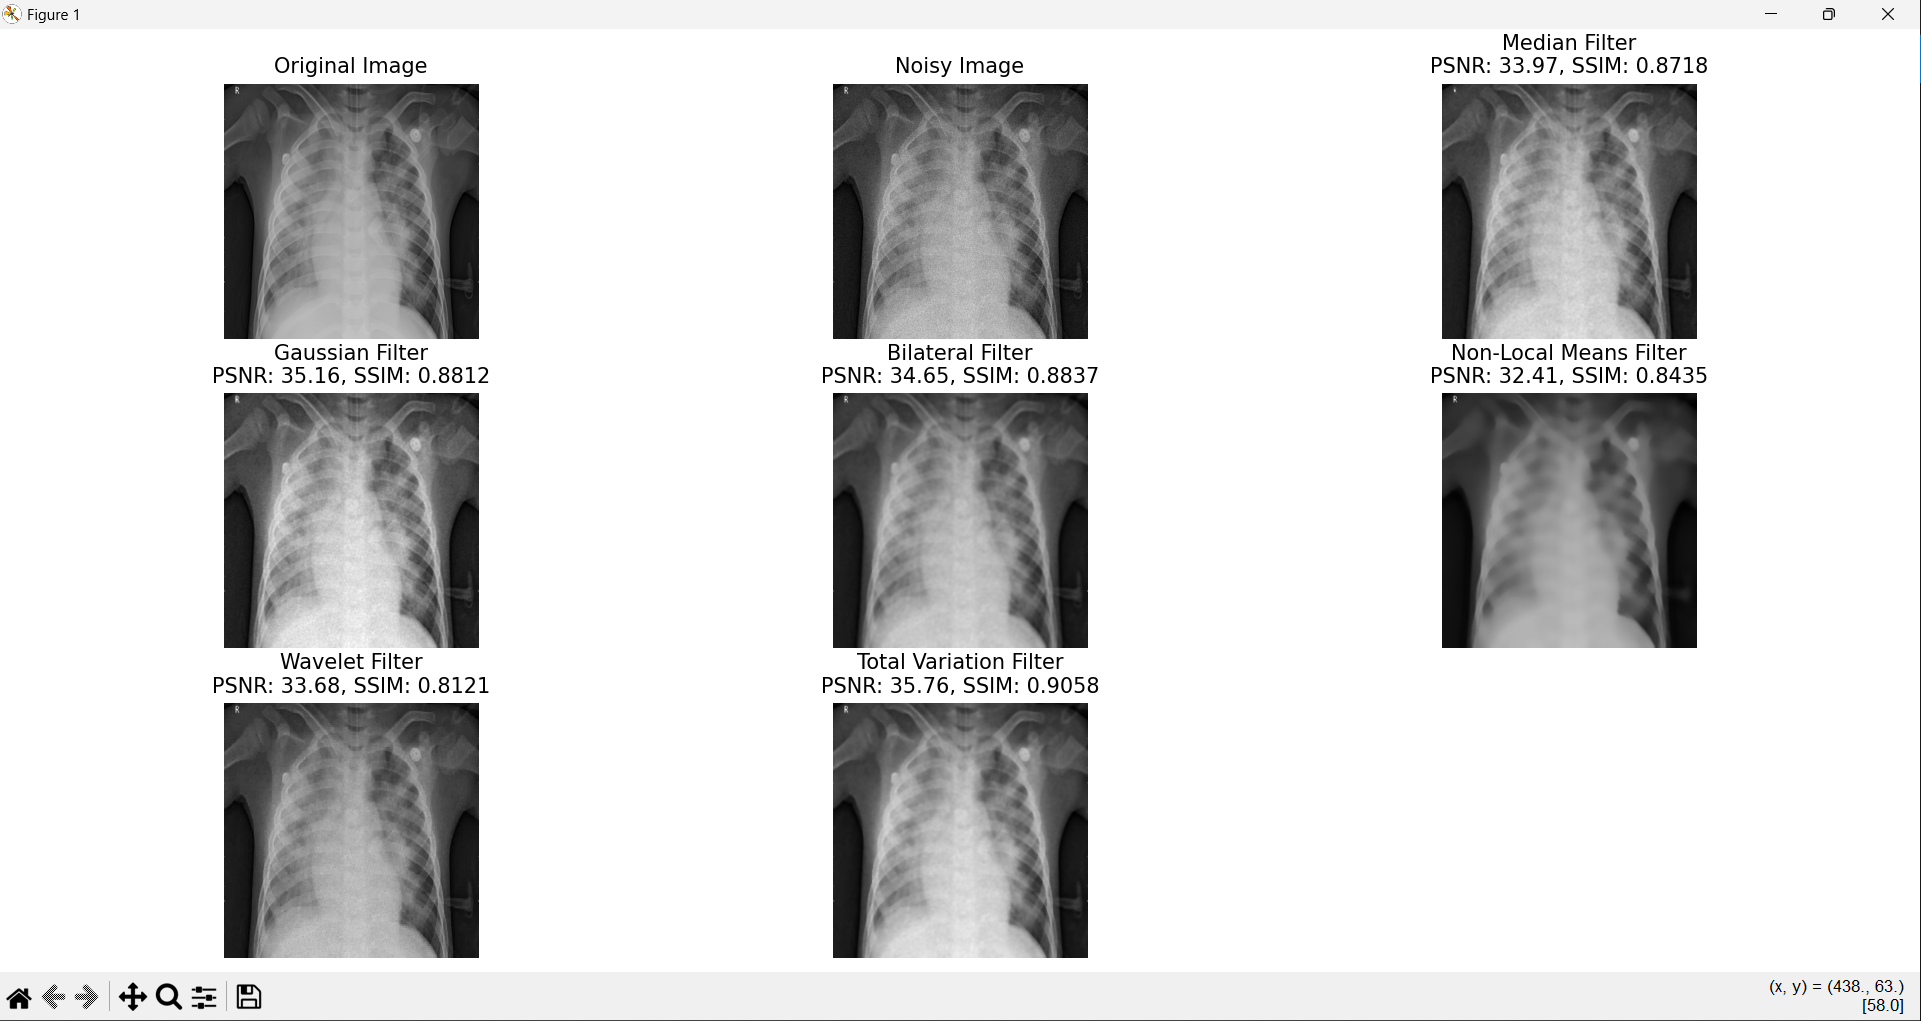 Figure 1
Original Image
Noisy Image
Median Filter
PSNR: 33.97, SSIM: 0.8718
R
R
Gaussian Filter
PSNR: 35.16, SSIM: 0.8812
Bilateral Filter
PSNR: 34.65, SSIM: 0.8837
Non-Local Means Filter
PSNR: 32.41, SSIM: 0.8435
R
R
R
Wavelet Filter
PSNR: 33.68, SSIM: 0.8121
Total Variation Filter
PSNR: 35.76, SSIM: 0.9058
R
R
(x, y) = (438., 63.)
[58.0]